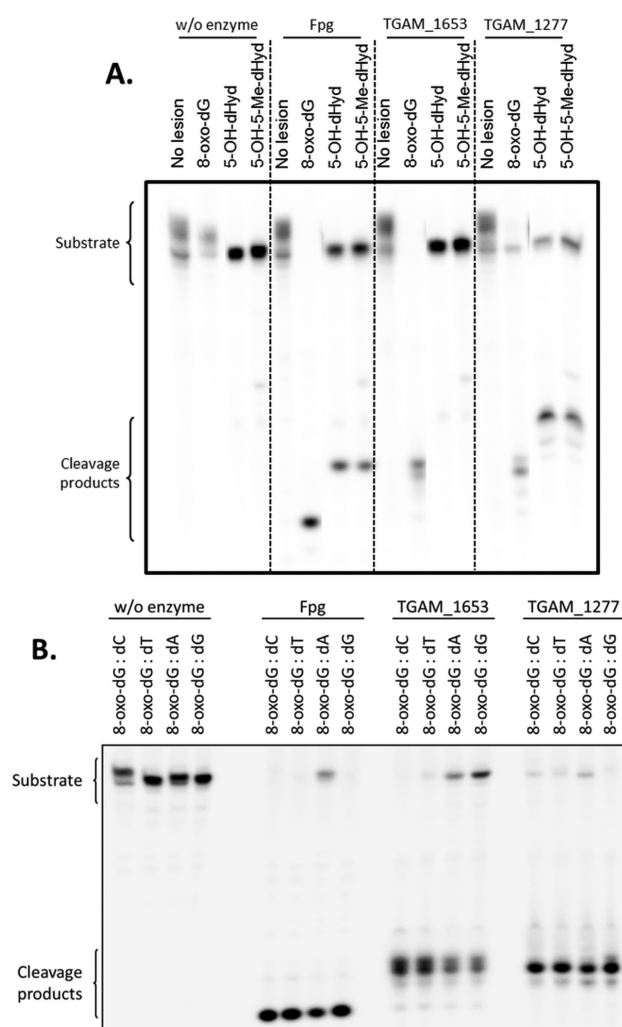 A.
w/o enzyme Fpg TGAM_1653 TGAM_1277
No lesion 8-oxo-dG 5-OH-dHyd 5-OH-5-Me-dHyd No lesion 8-oxo-dG 5-OH-dHyd 5-OH-5-Me-dHyd No lesion 8-oxo-dG 5-OH-dHyd 5-OH-5-Me-dHyd No lesion 8-oxo-dG 5-OH-dHyd 5-OH-5-Me-dHyd
Substrate
Cleavage
products
B.
w/o enzyme Fpg TGAM_1653 TGAM_1277
8-oxo-dG : dC 8-oxo-dG : dT 8-oxo-dG : dA 8-oxo-dG : dG 8-oxo-dG : dC 8-oxo-dG : dT 8-oxo-dG : dA 8-oxo-dG : dG 8-oxo-dG : dC 8-oxo-dG : dT 8-oxo-dG : dA 8-oxo-dG : dG 8-oxo-dG : dC 8-oxo-dG : dT 8-oxo-dG : dA 8-oxo-dG : dG
Substrate
Cleavage
products